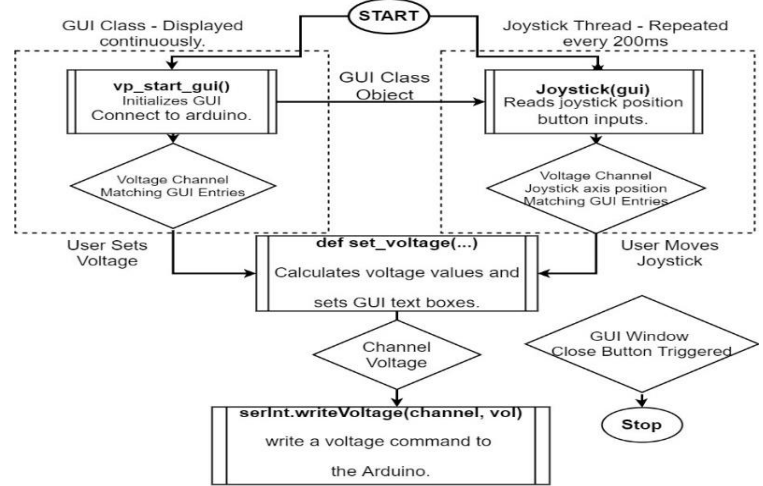 START
GUI Class - Displayed
continuously.
Joystick Thread - Repeated
every 200ms
vp_start_gui()
Initializes GUI
Connect to arduino.
GUI Class
Object
Joystick(gui)
Reads joystick position
button inputs.
Voltage Channel
Matching GUI Entries
Voltage Channel
Joystick axis position
Matching GUI Entries
User Sets
Voltage
def set_voltage(...)
Calculates voltage values and
sets GUI text boxes.
User Moves
Joystick
Channel
Voltage
GUI Window
Close Button Triggered
serInt.writeVoltage(channel, vol)
write a voltage command to
the Arduino.
Stop